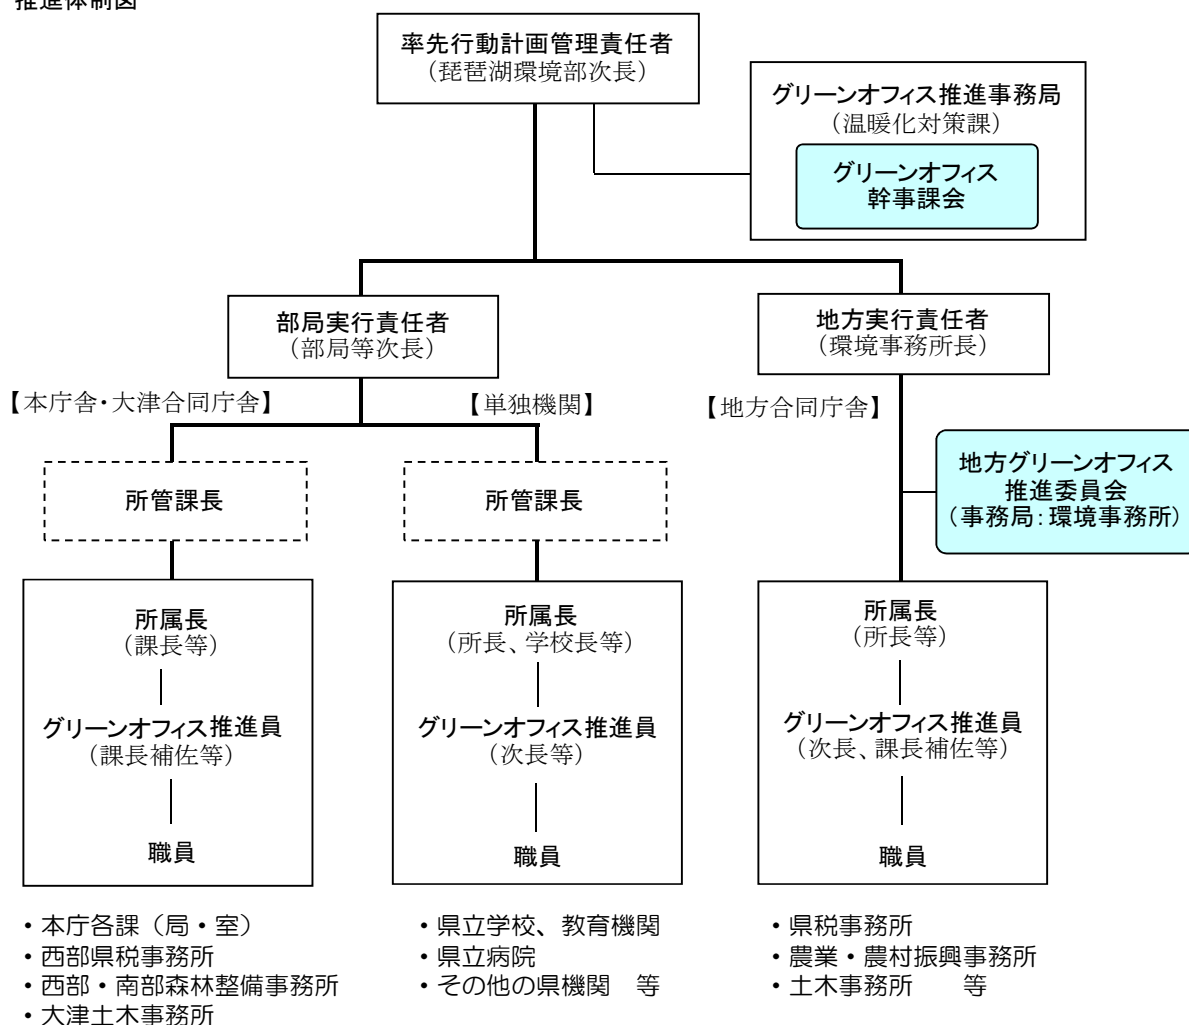 推進体制図
率先行動計画管理責任者
（琵琶湖環境部次長）
グリーンオフィス推進事務局
（温暖化対策課）
グリーンオフィス
幹事課会
部局実行責任者
（部局等次長）
地方実行責任者
（環境事務所長）
【本庁舎・大津合同庁舎】
【単独機関】
【地方合同庁舎】
所管課長
所管課長
地方グリーンオフィス
推進委員会
（事務局：環境事務所）
所属長
（課長等）
グリーンオフィス推進員
（課長補佐等）
職員
所属長
（所長、学校長等）
グリーンオフィス推進員
（次長等）
職員
所属長
（所長等）
グリーンオフィス推進員
（次長、課長補佐等）
職員
・本庁各課（局・室）
・西部県税事務所
・西部・南部森林整備事務所
・大津土木事務所
・県立学校、教育機関
・県立病院
・その他の県機関　等
・県税事務所
・農業・農村振興事務所
・土木事務所　　等